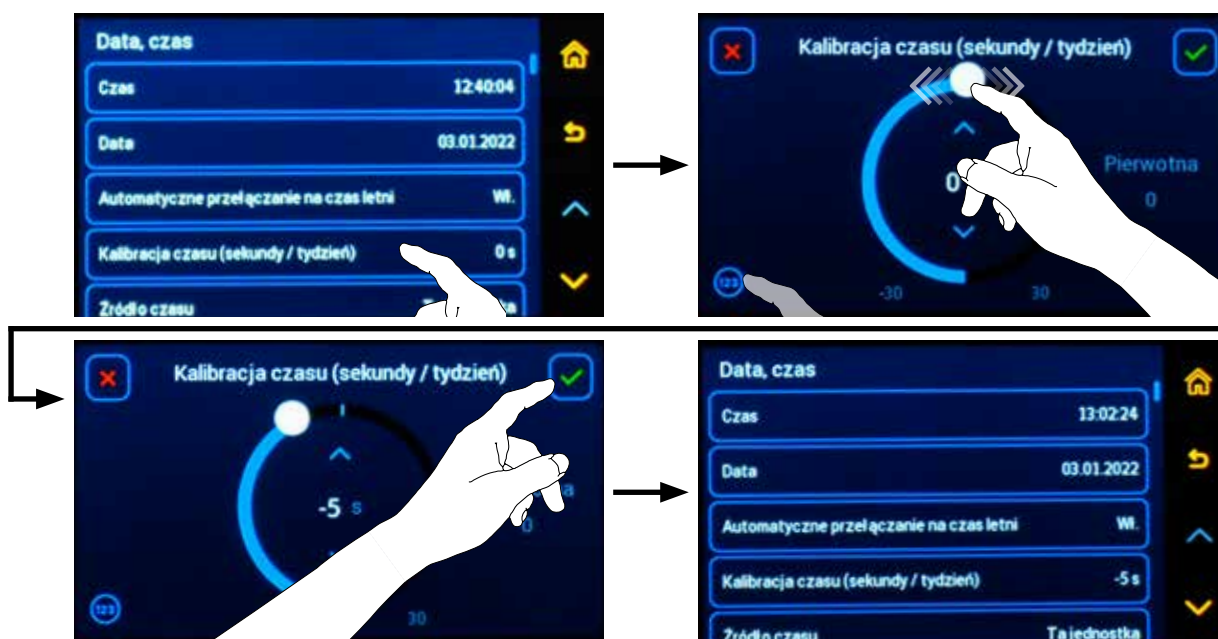 Data, czas
Czas 12:40:04
Data 03.01.2022
Automatyczne przełączanie na czas letni Wł.
Kalibracja czasu (sekundy / tydzień) 0 s
Źródło czasu
Kalibracja czasu (sekundy / tydzień)
0
Pierwotna
0
123
-30 30
Kalibracja czasu (sekundy / tydzień)
-5 s
0
123
30
Data, czas
Czas 13:02:24
Data 03.01.2022
Automatyczne przełączanie na czas letni Wł.
Kalibracja czasu (sekundy / tydzień) -5 s
Źródło czasu Ta jednostka